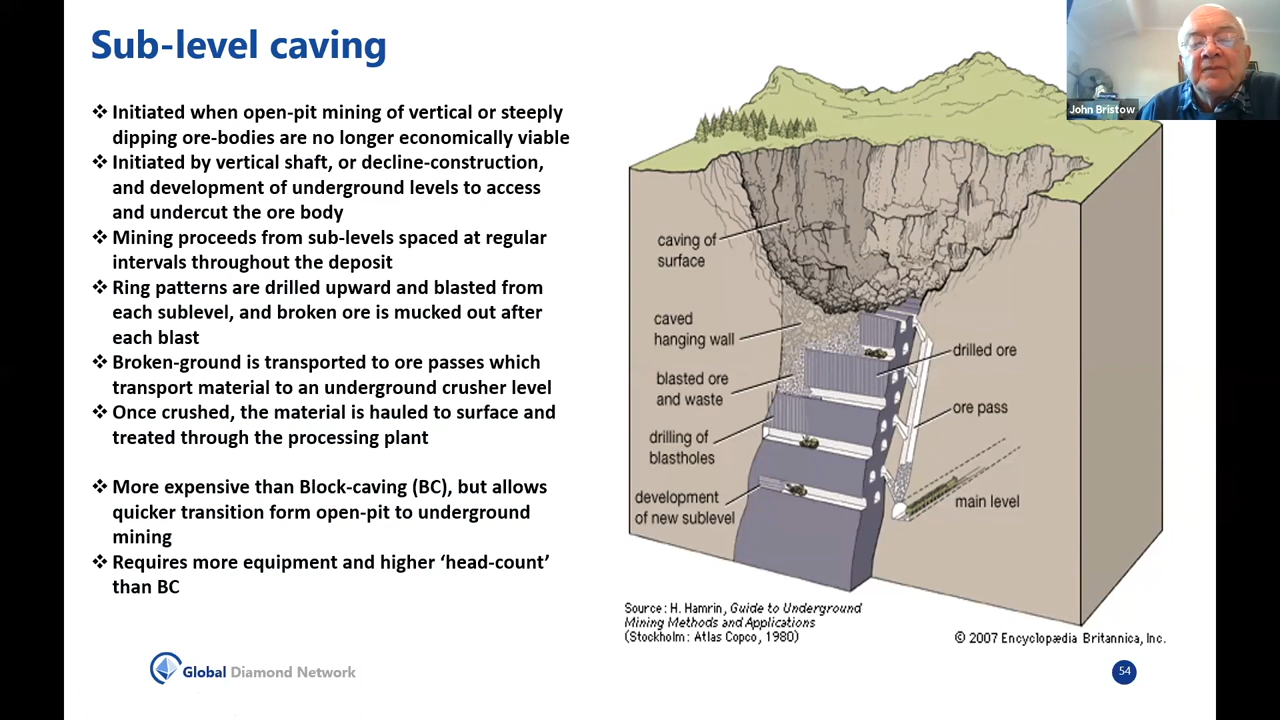 Sub-level caving
❖ Initiated when open-pit mining of vertical or steeply
dipping ore-bodies are no longer economically viable
❖ Initiated by vertical shaft, or decline-construction,
and development of underground levels to access
and undercut the ore body
❖ Mining proceeds from sub-levels spaced at regular
intervals throughout the deposit
❖ Ring patterns are drilled upward and blasted from
each sublevel, and broken ore is mucked out after
each blast
❖ Broken-ground is transported to ore passes which
transport material to an underground crusher level
❖ Once crushed, the material is hauled to surface and
treated through the processing plant
❖ More expensive than Block-caving (BC), but allows
quicker transition form open-pit to underground
mining
❖ Requires more equipment and higher ‘head-count’
than BC
caving of
surface
caved
hanging wall
blasted ore
and waste
drilling of
blastholes
development
of new sublevel
drilled ore
ore pass
main level
Source: H. Hamrin, Guide to Underground
Mining Methods and Applications
(Stockholm: Atlas Copco, 1980)
© 2007 Encyclopædia Britannica, Inc.
Global Diamond Network
54
John Bristow